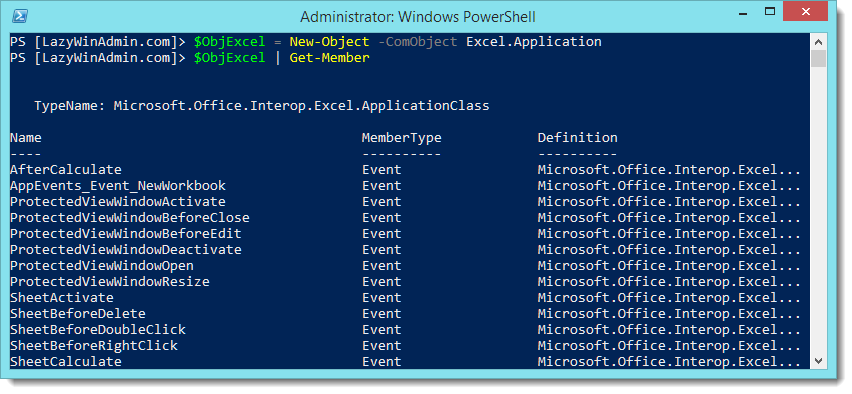 Administrator: Windows PowerShell
PS [LazyWinAdmin.com]> $ObjExcel = New-Object -ComObject Excel.Application
PS [LazyWinAdmin.com]> $ObjExcel | Get-Member
TypeName: Microsoft.Office.Interop.Excel.ApplicationClass
Name MemberType Definition
---- ---------- ----------
AfterCalculate Event Microsoft.Office.Interop.Excel...
AppEvents_Event_NewWorkbook Event Microsoft.Office.Interop.Excel...
ProtectedViewWindowActivate Event Microsoft.Office.Interop.Excel...
ProtectedViewWindowBeforeClose Event Microsoft.Office.Interop.Excel...
ProtectedViewWindowBeforeEdit Event Microsoft.Office.Interop.Excel...
ProtectedViewWindowDeactivate Event Microsoft.Office.Interop.Excel...
ProtectedViewWindowOpen Event Microsoft.Office.Interop.Excel...
ProtectedViewWindowResize Event Microsoft.Office.Interop.Excel...
SheetActivate Event Microsoft.Office.Interop.Excel...
SheetBeforeDelete Event Microsoft.Office.Interop.Excel...
SheetBeforeDoubleClick Event Microsoft.Office.Interop.Excel...
SheetBeforeRightClick Event Microsoft.Office.Interop.Excel...
SheetCalculate Event Microsoft.Office.Interop.Excel...